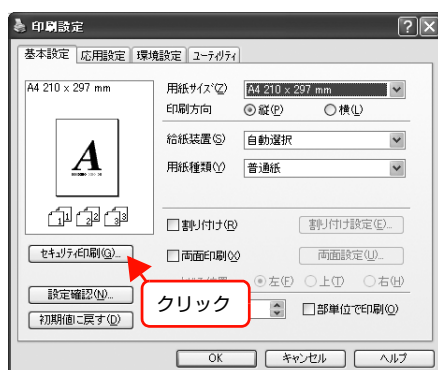 印刷設定
基本設定 応用設定 環境設定 ユーティリティ
A4 210 x 297 mm
用紙サイズ(Z) A4 210 x 297 mm
印刷方向 縦(P) 横(L)
給紙装置(S) 自動選択
用紙種類(Y) 普通紙
A
1 1 2 2 3 3
割り付け(R) 割り付け設定(E)...
セキュリティ印刷(G)... 両面印刷(X) 両面設定(U)...
左(F) 上(T) 右(H)
設定確認(N)... クリック
部単位で印刷(O)
初期値に戻す(D)
OK キャンセル ヘルプ